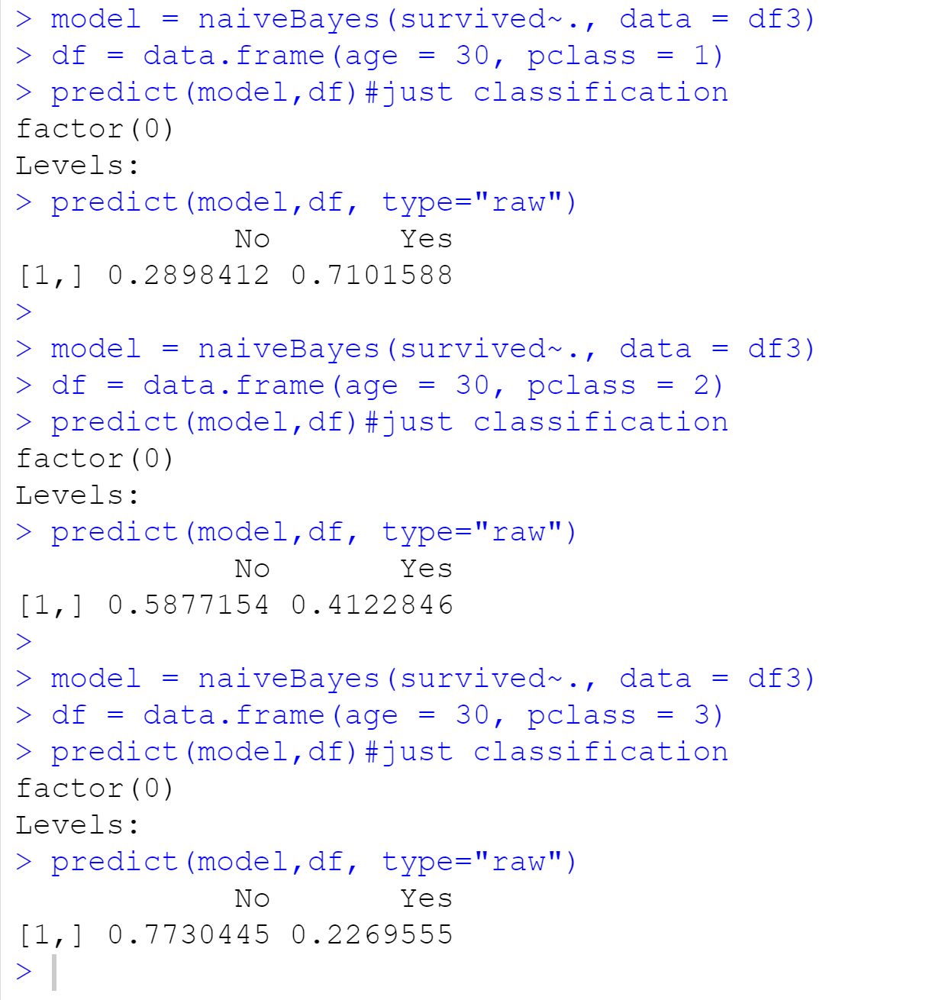 > model = naiveBayes(survived~., data = df3)
> df = data.frame(age = 30, pclass = 1)
> predict(model,df)#just classification
factor(0)
Levels:
> predict(model,df, type="raw")
            No       Yes
[1,] 0.2898412 0.7101588
>
> model = naiveBayes(survived~., data = df3)
> df = data.frame(age = 30, pclass = 2)
> predict(model,df)#just classification
factor(0)
Levels:
> predict(model,df, type="raw")
            No       Yes
[1,] 0.5877154 0.4122846
>
> model = naiveBayes(survived~., data = df3)
> df = data.frame(age = 30, pclass = 3)
> predict(model,df)#just classification
factor(0)
Levels:
> predict(model,df, type="raw")
            No       Yes
[1,] 0.7730445 0.2269555
>